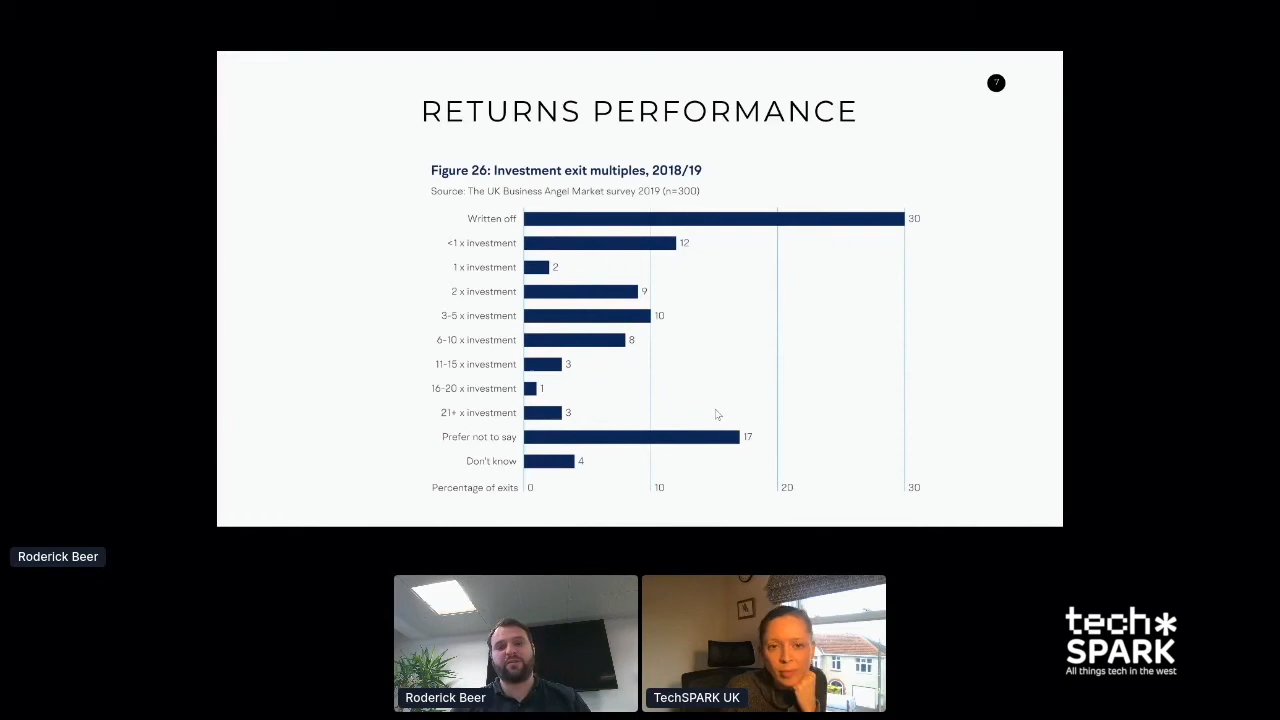 7
RETURNS PERFORMANCE
Figure 26: Investment exit multiples, 2018/19
Source: The UK Business Angel Market survey 2019 (n=300)
Written off 30
<1 x investment 12
1 x investment 2
2 x investment 9
3-5 x investment 10
6-10 x investment 8
11-15 x investment 3
16-20 x investment 1
21+ x investment 3
Prefer not to say 17
Don't know 4
Percentage of exits 0 10 20 30
Roderick Beer
Roderick Beer
TechSPARK UK
tech*
SPARK
All things tech in the west